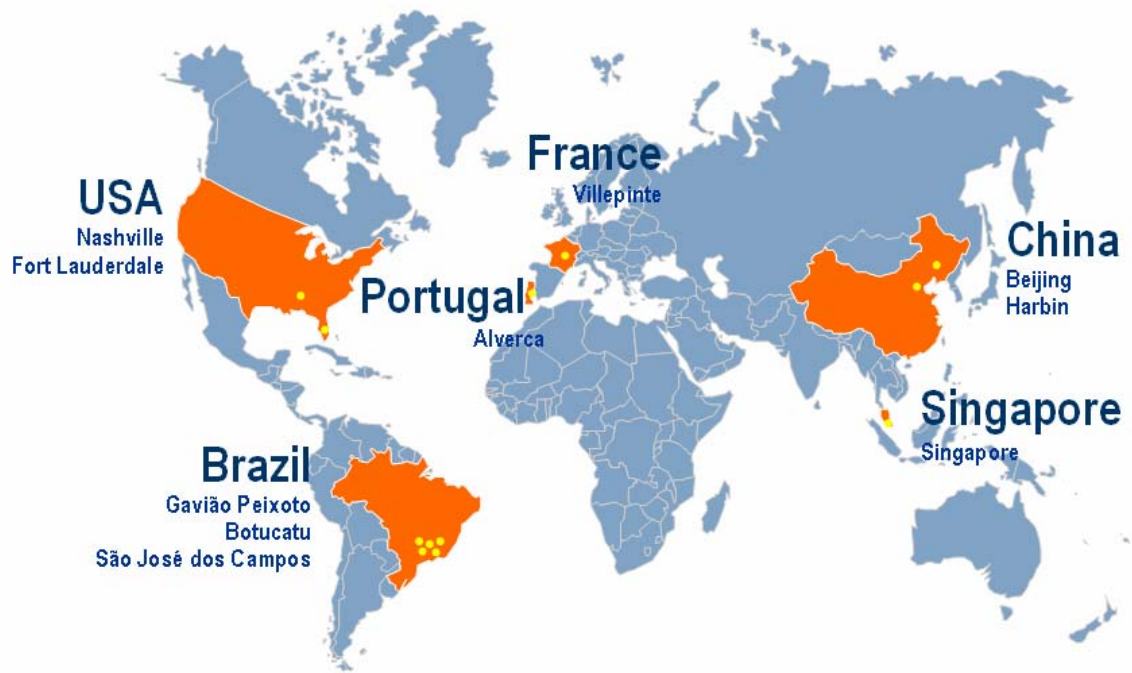 France
Villepinte
USA
Nashville
Fort Lauderdale
Portugal
Alverca
China
Beijing
Harbin
Singapore
Singapore
Brazil
Gavião Peixoto
Botucatu
São José dos Campos